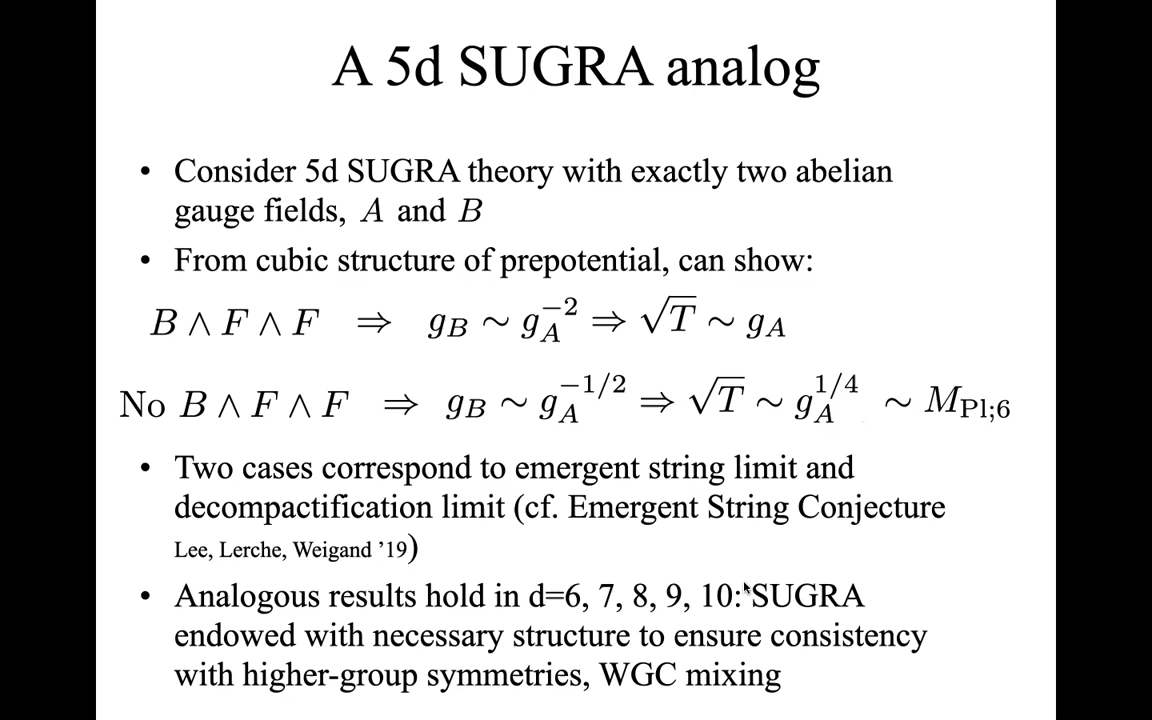 A 5d SUGRA analog
• Consider 5d SUGRA theory with exactly two abelian
gauge fields, A and B
• From cubic structure of prepotential, can show:
B ∧ F ∧ F ⇒ g_B ∼ g_A^{−2} ⇒ √T ∼ g_A
No B ∧ F ∧ F ⇒ g_B ∼ g_A^{−1/2} ⇒ √T ∼ g_A^{1/4} ∼ M_{Pl;6}
• Two cases correspond to emergent string limit and
decompactification limit (cf. Emergent String Conjecture
Lee, Lerche, Weigand ’19)
• Analogous results hold in d=6, 7, 8, 9, 10: SUGRA
endowed with necessary structure to ensure consistency
with higher-group symmetries, WGC mixing